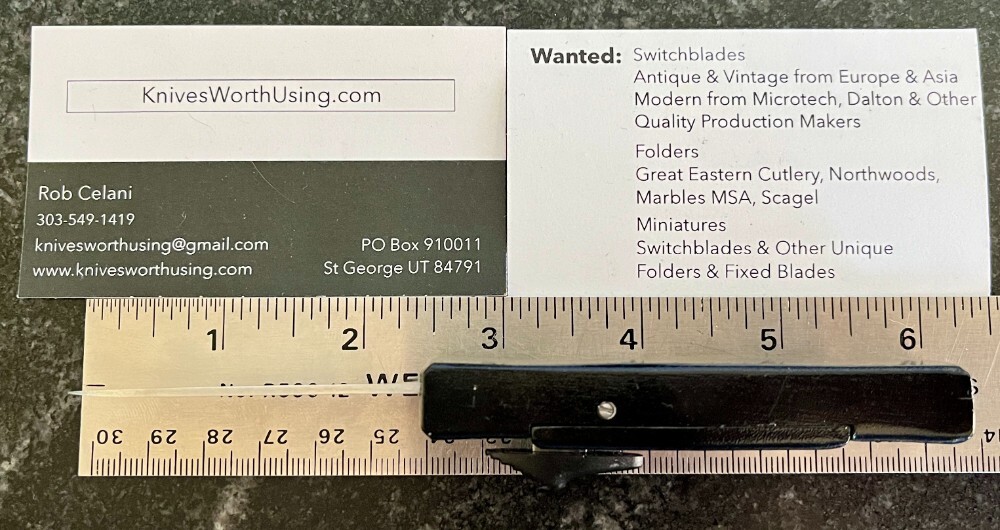 KnivesWorthUsing.com
Rob Celani
303-549-1419
knivesworthusing@gmail.com
www.knivesworthusing.com
PO Box 910011
St George UT 84791
Wanted: Switchblades
Antique & Vintage from Europe & Asia
Modern from Microtech, Dalton & Other
Quality Production Makers
Folders
Great Eastern Cutlery, Northwoods,
Marbles MSA, Scagel
Miniatures
Switchblades & Other Unique
Folders & Fixed Blades
1 2 3 4 5 6
WE
30 29 28 27 26 25